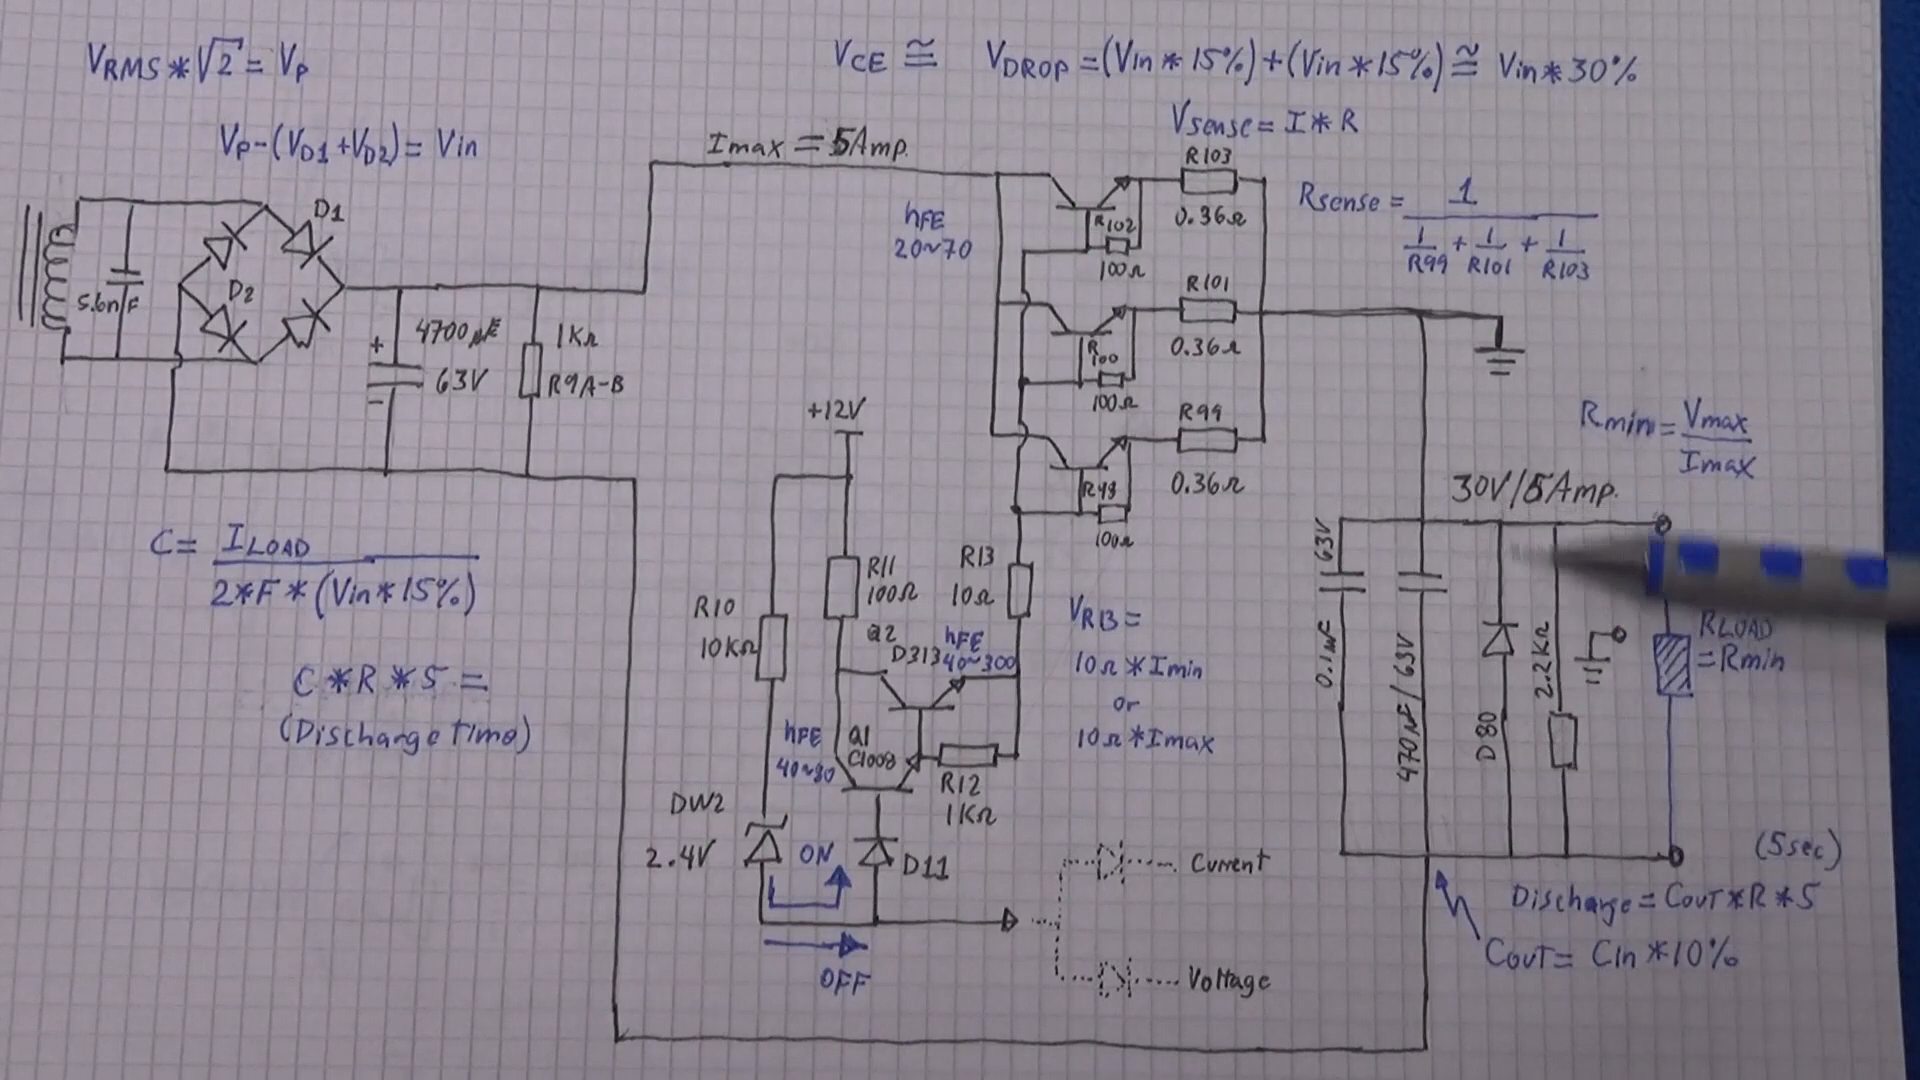 VRMS*√2 = VP
VP-(VD1+VD2) = Vin
VCE ≅ VDROP=(Vin*15%)+(Vin*15%)≅ Vin*30%
Imax = 5Amp.
Vsense = I*R
Rsense = 1
1/R99 + 1/R101 + 1/R103
hFE
20~70
R103
0.36Ω
R102
100Ω
R101
0.36Ω
R100
100Ω
R99
0.36Ω
100Ω
D1
D2
5.6nF
+
4700µF
63V
-
1KΩ
R9A-B
+12V
C = ILOAD
2*F*(Vin*15%)
C*R*5 =
(Discharge time)
R10
10KΩ
R11
100Ω
R13
10Ω
Q2
D313
hFE
40~300
VR13 =
10Ω*Imin
or
10Ω*Imax
hFE
40~80
Q1
C1008
R12
1KΩ
DW2
2.4V
ON
D11
OFF
Current
Voltage
Rmin = Vmax
Imax
30V/5Amp.
63V
0.1µF
470µF/63V
D80
2.2KΩ
RLOAD
=Rmin
(5sec)
Discharge = COUT*R*5
COUT = Cin*10%